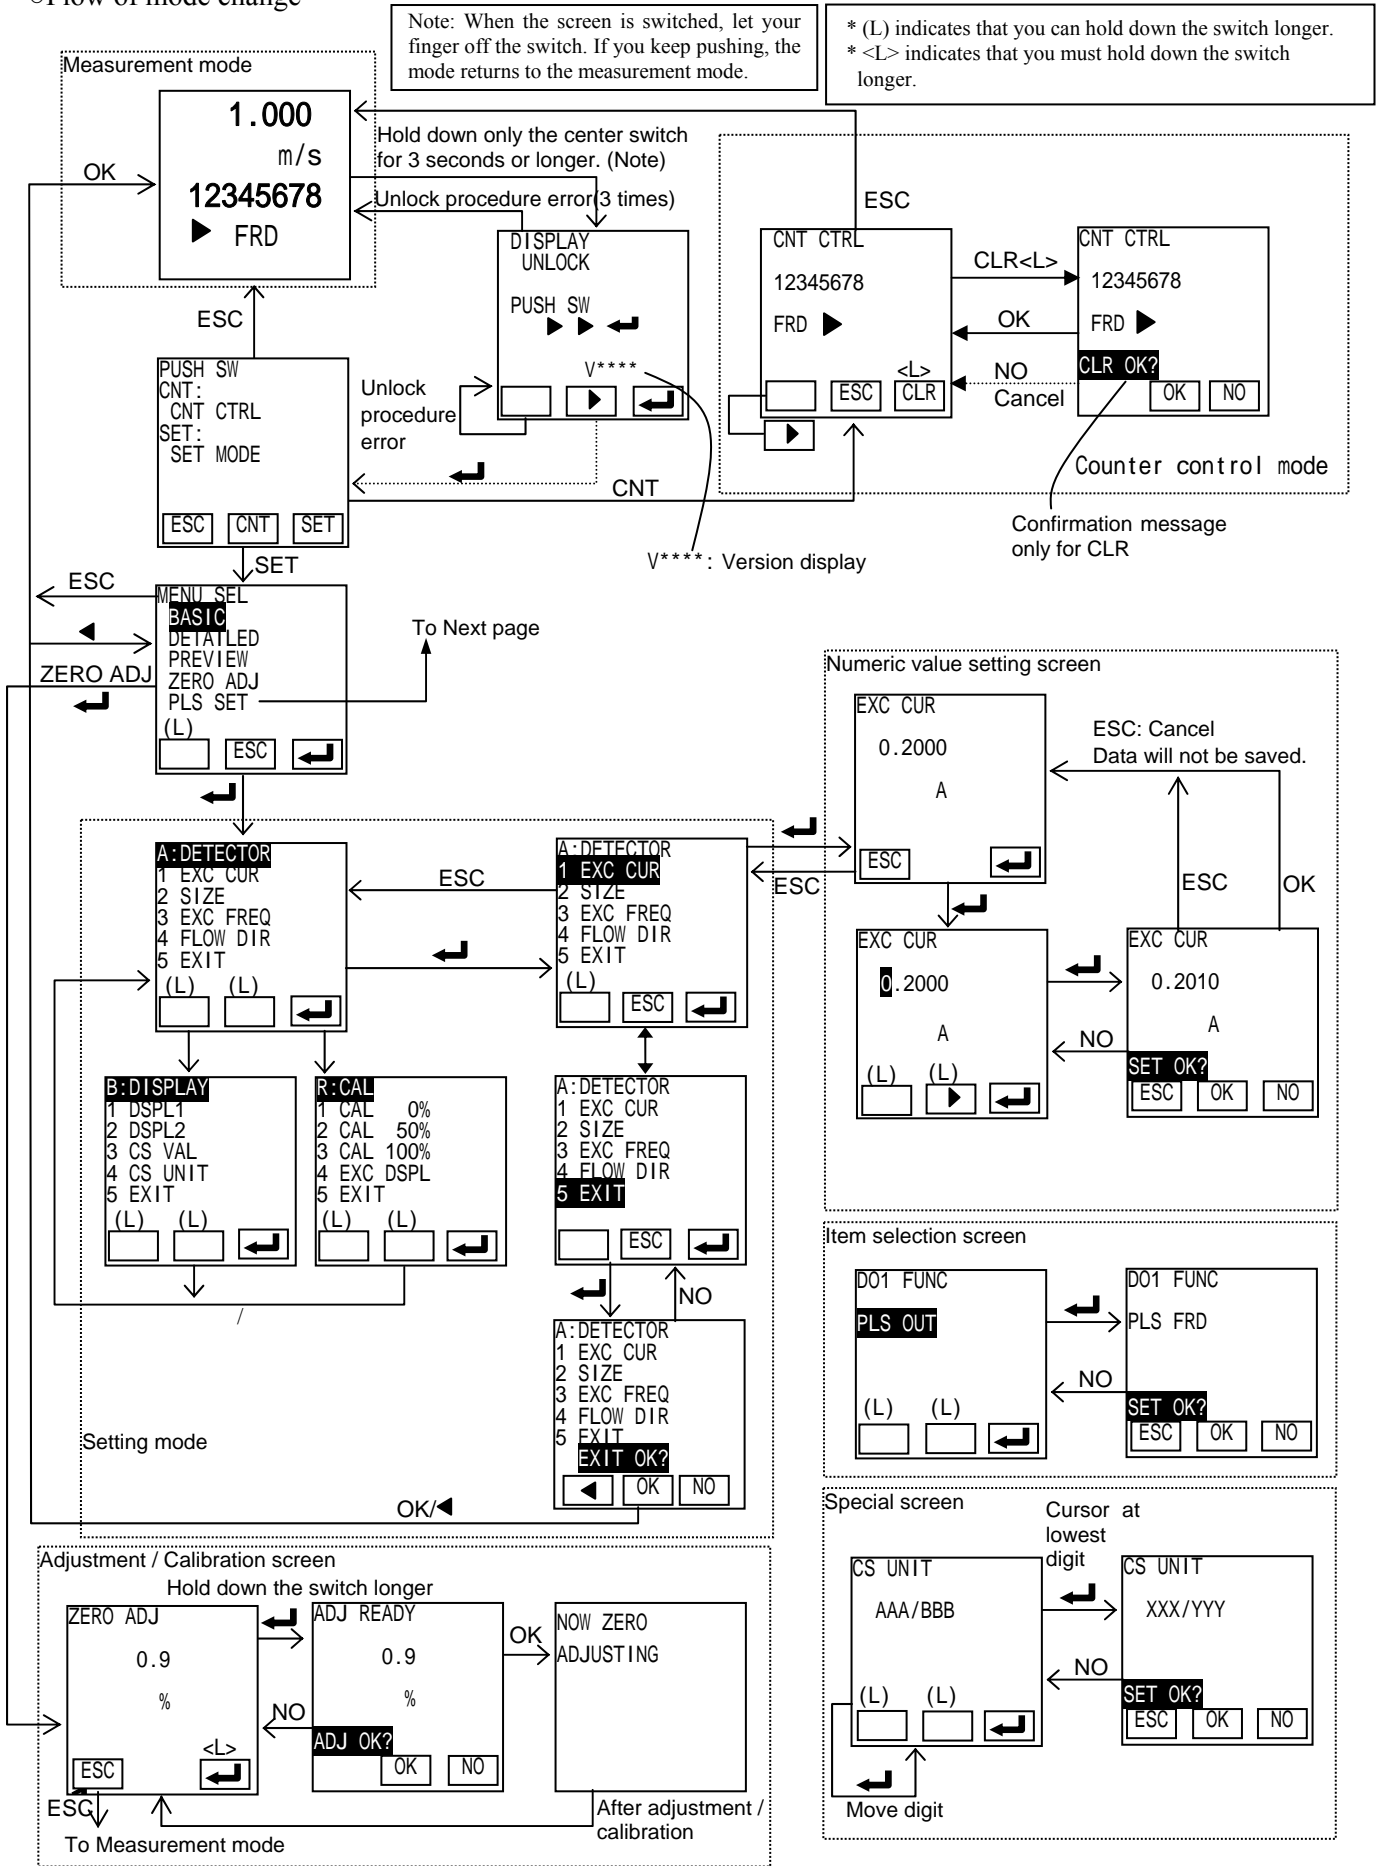 ○Flow of mode change
Note: When the screen is switched, let your
finger off the switch. If you keep pushing, the
mode returns to the measurement mode.
* (L) indicates that you can hold down the switch longer.
* <L> indicates that you must hold down the switch
longer.
Measurement mode
1.000
m/s
12345678
▶ FRD
OK
Hold down only the center switch
for 3 seconds or longer. (Note)
Unlock procedure error(3 times)
ESC
DISPLAY
UNLOCK
PUSH SW
▶ ▶ ↵
V****
▶ ↵
Unlock
procedure
error
↵
V****: Version display
ESC
CNT CTRL
12345678
FRD ▶
<L>
ESC CLR
▶
CLR<L>
OK
NO
Cancel
CNT CTRL
12345678
FRD ▶
CLR OK?
OK NO
Counter control mode
Confirmation message
only for CLR
PUSH SW
CNT:
CNT CTRL
SET:
SET MODE
ESC CNT SET
CNT
SET
ESC
◀
ZERO ADJ
↵
MENU SEL
BASIC
DETAILED
PREVIEW
ZERO ADJ
PLS SET
(L)
ESC ↵
To Next page
↵
A:DETECTOR
1 EXC CUR
2 SIZE
3 EXC FREQ
4 FLOW DIR
5 EXIT
(L) (L)
↵
ESC
↵
A:DETECTOR
1 EXC CUR
2 SIZE
3 EXC FREQ
4 FLOW DIR
5 EXIT
(L)
ESC ↵
↵
ESC
B:DISPLAY
1 DSPL1
2 DSPL2
3 CS VAL
4 CS UNIT
5 EXIT
(L) (L)
↵
R:CAL
1 CAL 0%
2 CAL 50%
3 CAL 100%
4 EXC DSPL
5 EXIT
(L) (L)
↵
/
A:DETECTOR
1 EXC CUR
2 SIZE
3 EXC FREQ
4 FLOW DIR
5 EXIT
ESC ↵
↵
NO
A:DETECTOR
1 EXC CUR
2 SIZE
3 EXC FREQ
4 FLOW DIR
5 EXIT
EXIT OK?
◀ OK NO
Setting mode
OK/◀
Numeric value setting screen
EXC CUR
0.2000
A
ESC ↵
ESC: Cancel
Data will not be saved.
↵
ESC
OK
EXC CUR
0.2000
A
(L) (L)
▶ ↵
↵
NO
EXC CUR
0.2010
A
SET OK?
ESC OK NO
Item selection screen
DO1 FUNC
PLS OUT
(L) (L)
↵
↵
NO
DO1 FUNC
PLS FRD
SET OK?
ESC OK NO
Special screen
CS UNIT
AAA/BBB
(L) (L)
↵
↵
Move digit
Cursor at
lowest
digit
↵
NO
CS UNIT
XXX/YYY
SET OK?
ESC OK NO
Adjustment / Calibration screen
Hold down the switch longer
ZERO ADJ
0.9
%
<L>
ESC ↵
↵
NO
ADJ READY
0.9
%
ADJ OK?
OK NO
OK
NOW ZERO
ADJUSTING
ESC
To Measurement mode
After adjustment /
calibration